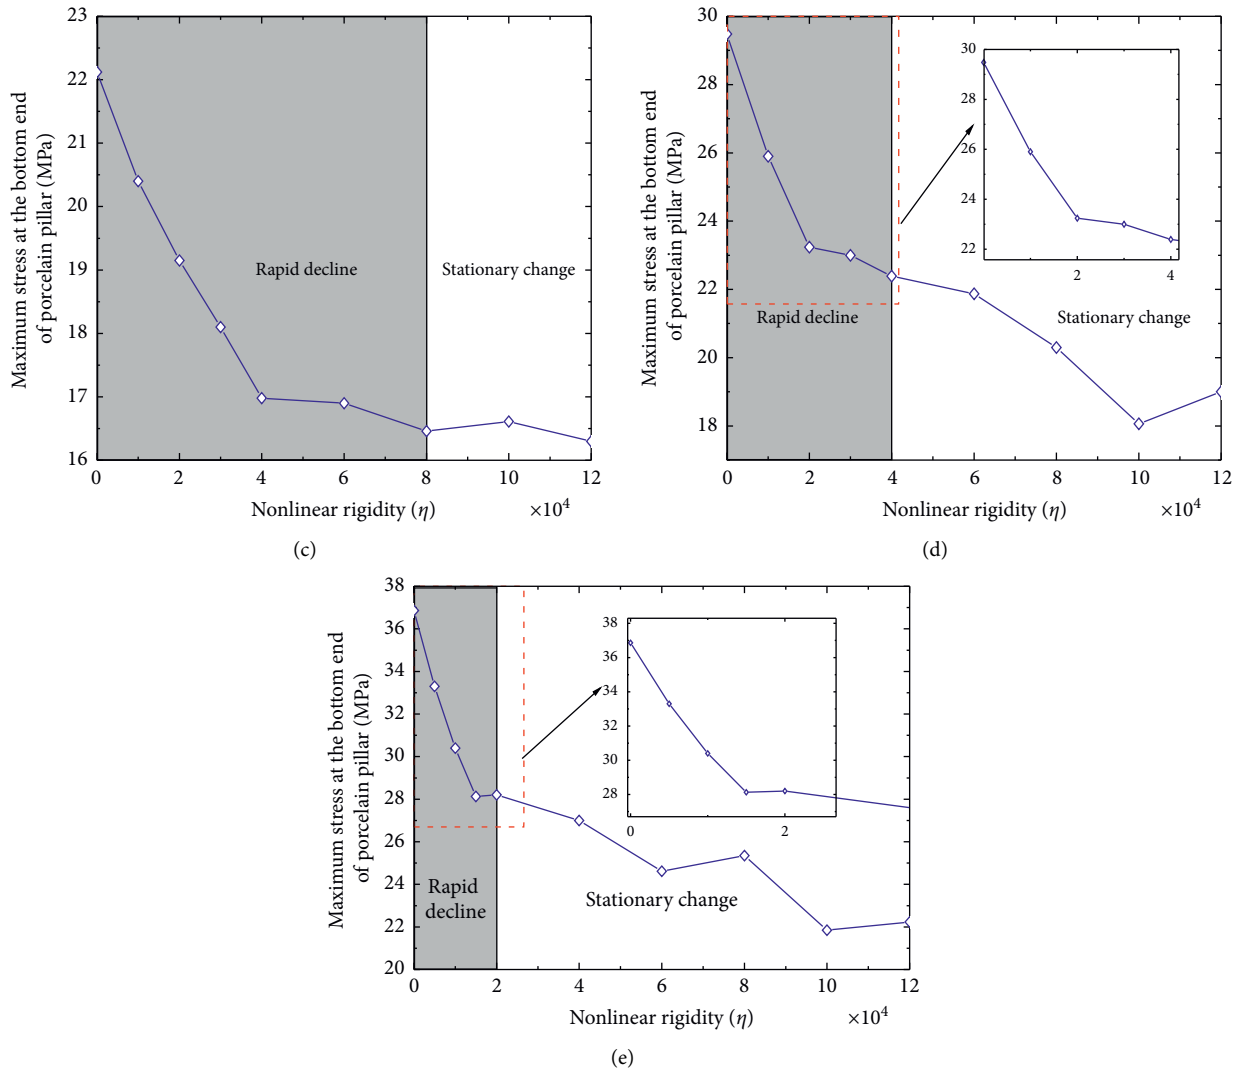 23
22
21
20
19
18
17
16
Maximum stress at the bottom end
of porcelain pillar (MPa)
Rapid decline
Stationary change
0 2 4 6 8 10 12
Nonlinear rigidity (η) ×10⁴
(c)
30
28
26
24
22
20
18
Maximum stress at the bottom end
of porcelain pillar (MPa)
30
28
26
24
22
2 4
Rapid decline
Stationary change
0 2 4 6 8 10 12
Nonlinear rigidity (η) ×10⁴
(d)
38
36
34
32
30
28
26
24
22
20
Maximum stress at the bottom end
of porcelain pillar (MPa)
38
36
34
32
30
28
0 2
Rapid
decline
Stationary change
0 2 4 6 8 10 12
Nonlinear rigidity (η) ×10⁴
(e)